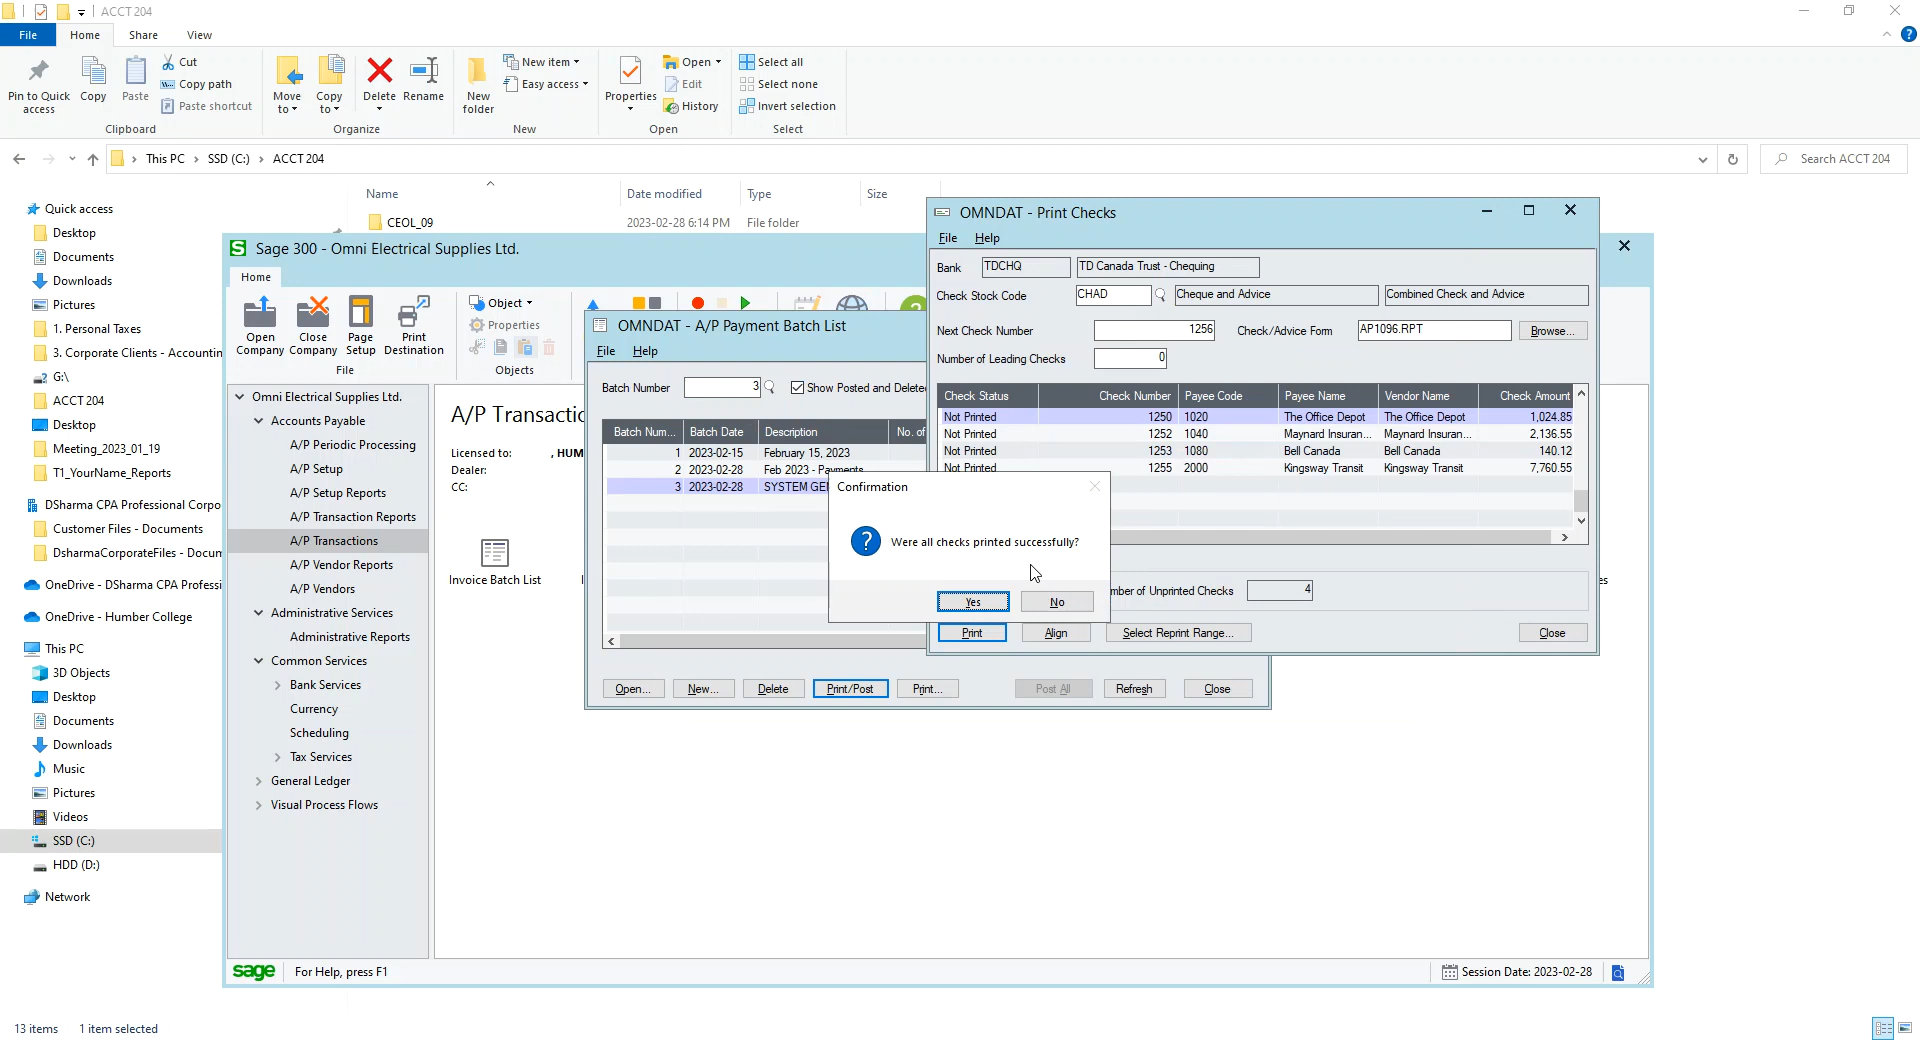 ACCT 204
File Home Share View
Pin to Quick access
Copy
Paste
Cut
Copy path
Paste shortcut
Clipboard
Move to
Copy to
Delete
Rename
Organize
New folder
New item
Easy access
New
Properties
Open
Edit
History
Open
Select all
Select none
Invert selection
Select
This PC › SSD (C:) › ACCT 204
Search ACCT 204
Name Date modified Type Size
CEOL_09 2023-02-28 6:14 PM File folder
Quick access
Desktop
Documents
Downloads
Pictures
1. Personal Taxes
3. Corporate Clients - Accountin
G:\
ACCT 204
Desktop
Meeting_2023_01_19
T1_YourName_Reports
DSharma CPA Professional Corpo
Customer Files - Documents
DsharmaCorporateFiles - Docum
OneDrive - DSharma CPA Profess
OneDrive - Humber College
This PC
3D Objects
Desktop
Documents
Downloads
Music
Pictures
Videos
SSD (C:)
HDD (D:)
Network
13 items 1 item selected
Sage 300 - Omni Electrical Supplies Ltd.
Home
Open Company
Close Company
Page Setup
Print Destination
File
Object
Properties
Objects
Omni Electrical Supplies Ltd.
Accounts Payable
A/P Periodic Processing
A/P Setup
A/P Setup Reports
A/P Transaction Reports
A/P Transactions
A/P Vendor Reports
A/P Vendors
Administrative Services
Administrative Reports
Common Services
Bank Services
Currency
Scheduling
Tax Services
General Ledger
Visual Process Flows
A/P Transactic
Licensed to: , HUM
Dealer:
CC:
Invoice Batch List
sage For Help, press F1
Session Date: 2023-02-28
OMNDAT - A/P Payment Batch List
File Help
Batch Number 3 Show Posted and Delete
Batch Num... Batch Date Description No. of
1 2023-02-15 February 15, 2023
2 2023-02-28 Feb 2023 - Payments
3 2023-02-28 SYSTEM GE
Open... New... Delete Print/Post Print... Post All Refresh Close
OMNDAT - Print Checks
File Help
Bank TDCHQ TD Canada Trust - Chequing
Check Stock Code CHAD Cheque and Advice Combined Check and Advice
Next Check Number 1256 Check/Advice Form AP1096.RPT Browse...
Number of Leading Checks 0
Check Status Check Number Payee Code Payee Name Vendor Name Check Amount
Not Printed 1250 1020 The Office Depot The Office Depot 1,024.85
Not Printed 1252 1040 Maynard Insuran... Maynard Insuran... 2,136.55
Not Printed 1253 1080 Bell Canada Bell Canada 140.12
Not Printed 1255 2000 Kingsway Transit Kingsway Transit 7,760.55
mber of Unprinted Checks 4
Print Align Select Reprint Range... Close
Confirmation
Were all checks printed successfully?
Yes No